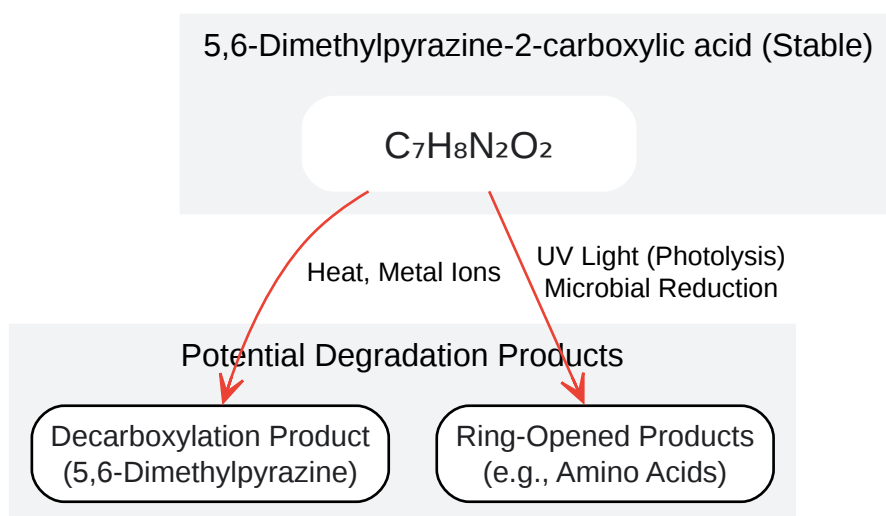 5,6-Dimethylpyrazine-2-carboxylic acid (Stable)
C₇H₈N₂O₂
Heat, Metal Ions
UV Light (Photolysis)
Microbial Reduction
Potential Degradation Products
Decarboxylation Product
(5,6-Dimethylpyrazine)
Ring-Opened Products
(e.g., Amino Acids)